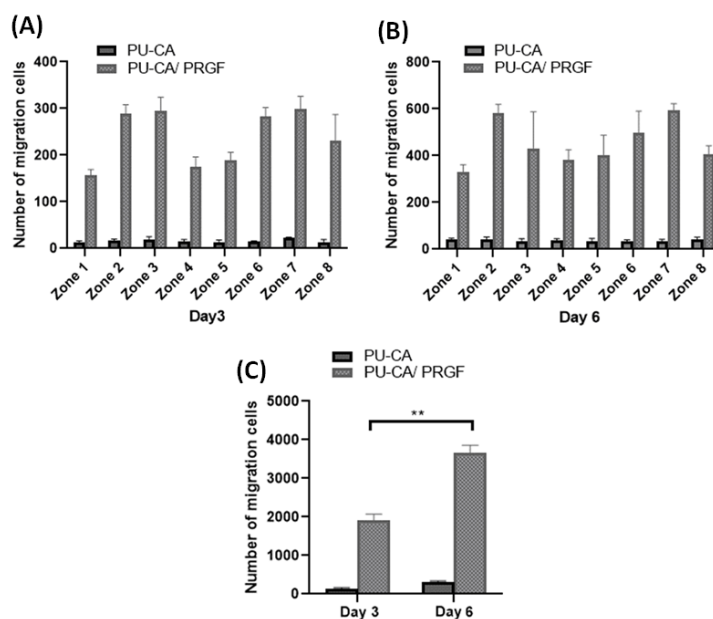 (A)
PU-CA
PU-CA/ PRGF
Number of migration cells
400
300
200
100
0
Zone 1
Zone 2
Zone 3
Zone 4
Zone 5
Zone 6
Zone 7
Zone 8
Day3
(B)
PU-CA
PU-CA/ PRGF
Number of migration cells
800
600
400
200
0
Zone 1
Zone 2
Zone 3
Zone 4
Zone 5
Zone 6
Zone 7
Zone 8
Day 6
(C)
PU-CA
PU-CA/ PRGF
Number of migration cells
5000
4000
3000
2000
1000
0
**
Day 3
Day 6